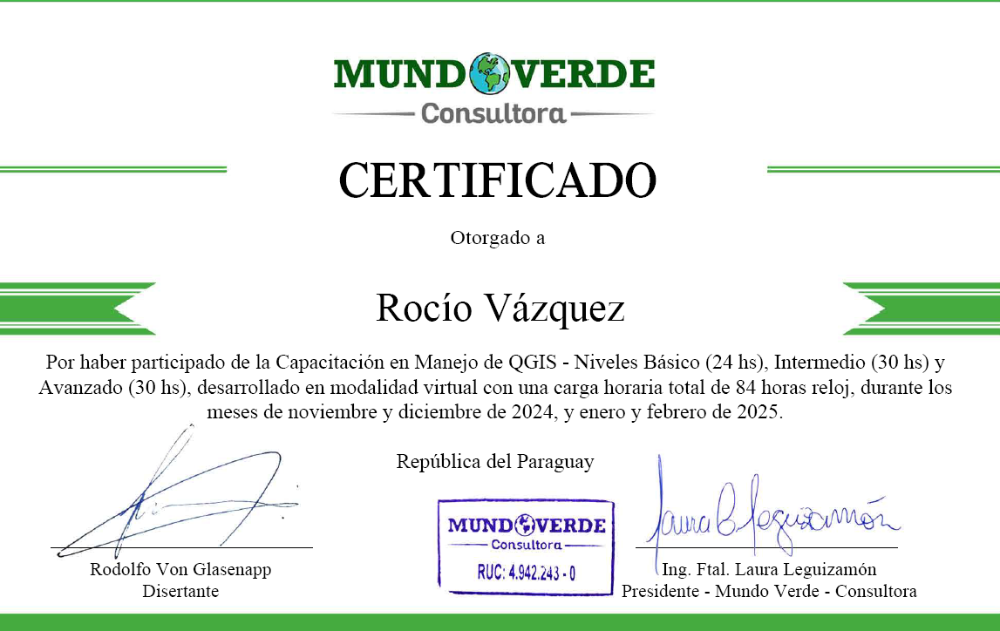 MUNDO VERDE
Consultora
CERTIFICADO
Otorgado a
Rocío Vázquez
Por haber participado de la Capacitación en Manejo de QGIS - Niveles Básico (24 hs), Intermedio (30 hs) y
Avanzado (30 hs), desarrollado en modalidad virtual con una carga horaria total de 84 horas reloj, durante los
meses de noviembre y diciembre de 2024, y enero y febrero de 2025.
República del Paraguay
MUNDO VERDE
Consultora
RUC: 4.942.243 - 0
Laura B. Leguizamón
Rodolfo Von Glasenapp
Disertante
Ing. Ftal. Laura Leguizamón
Presidente - Mundo Verde - Consultora